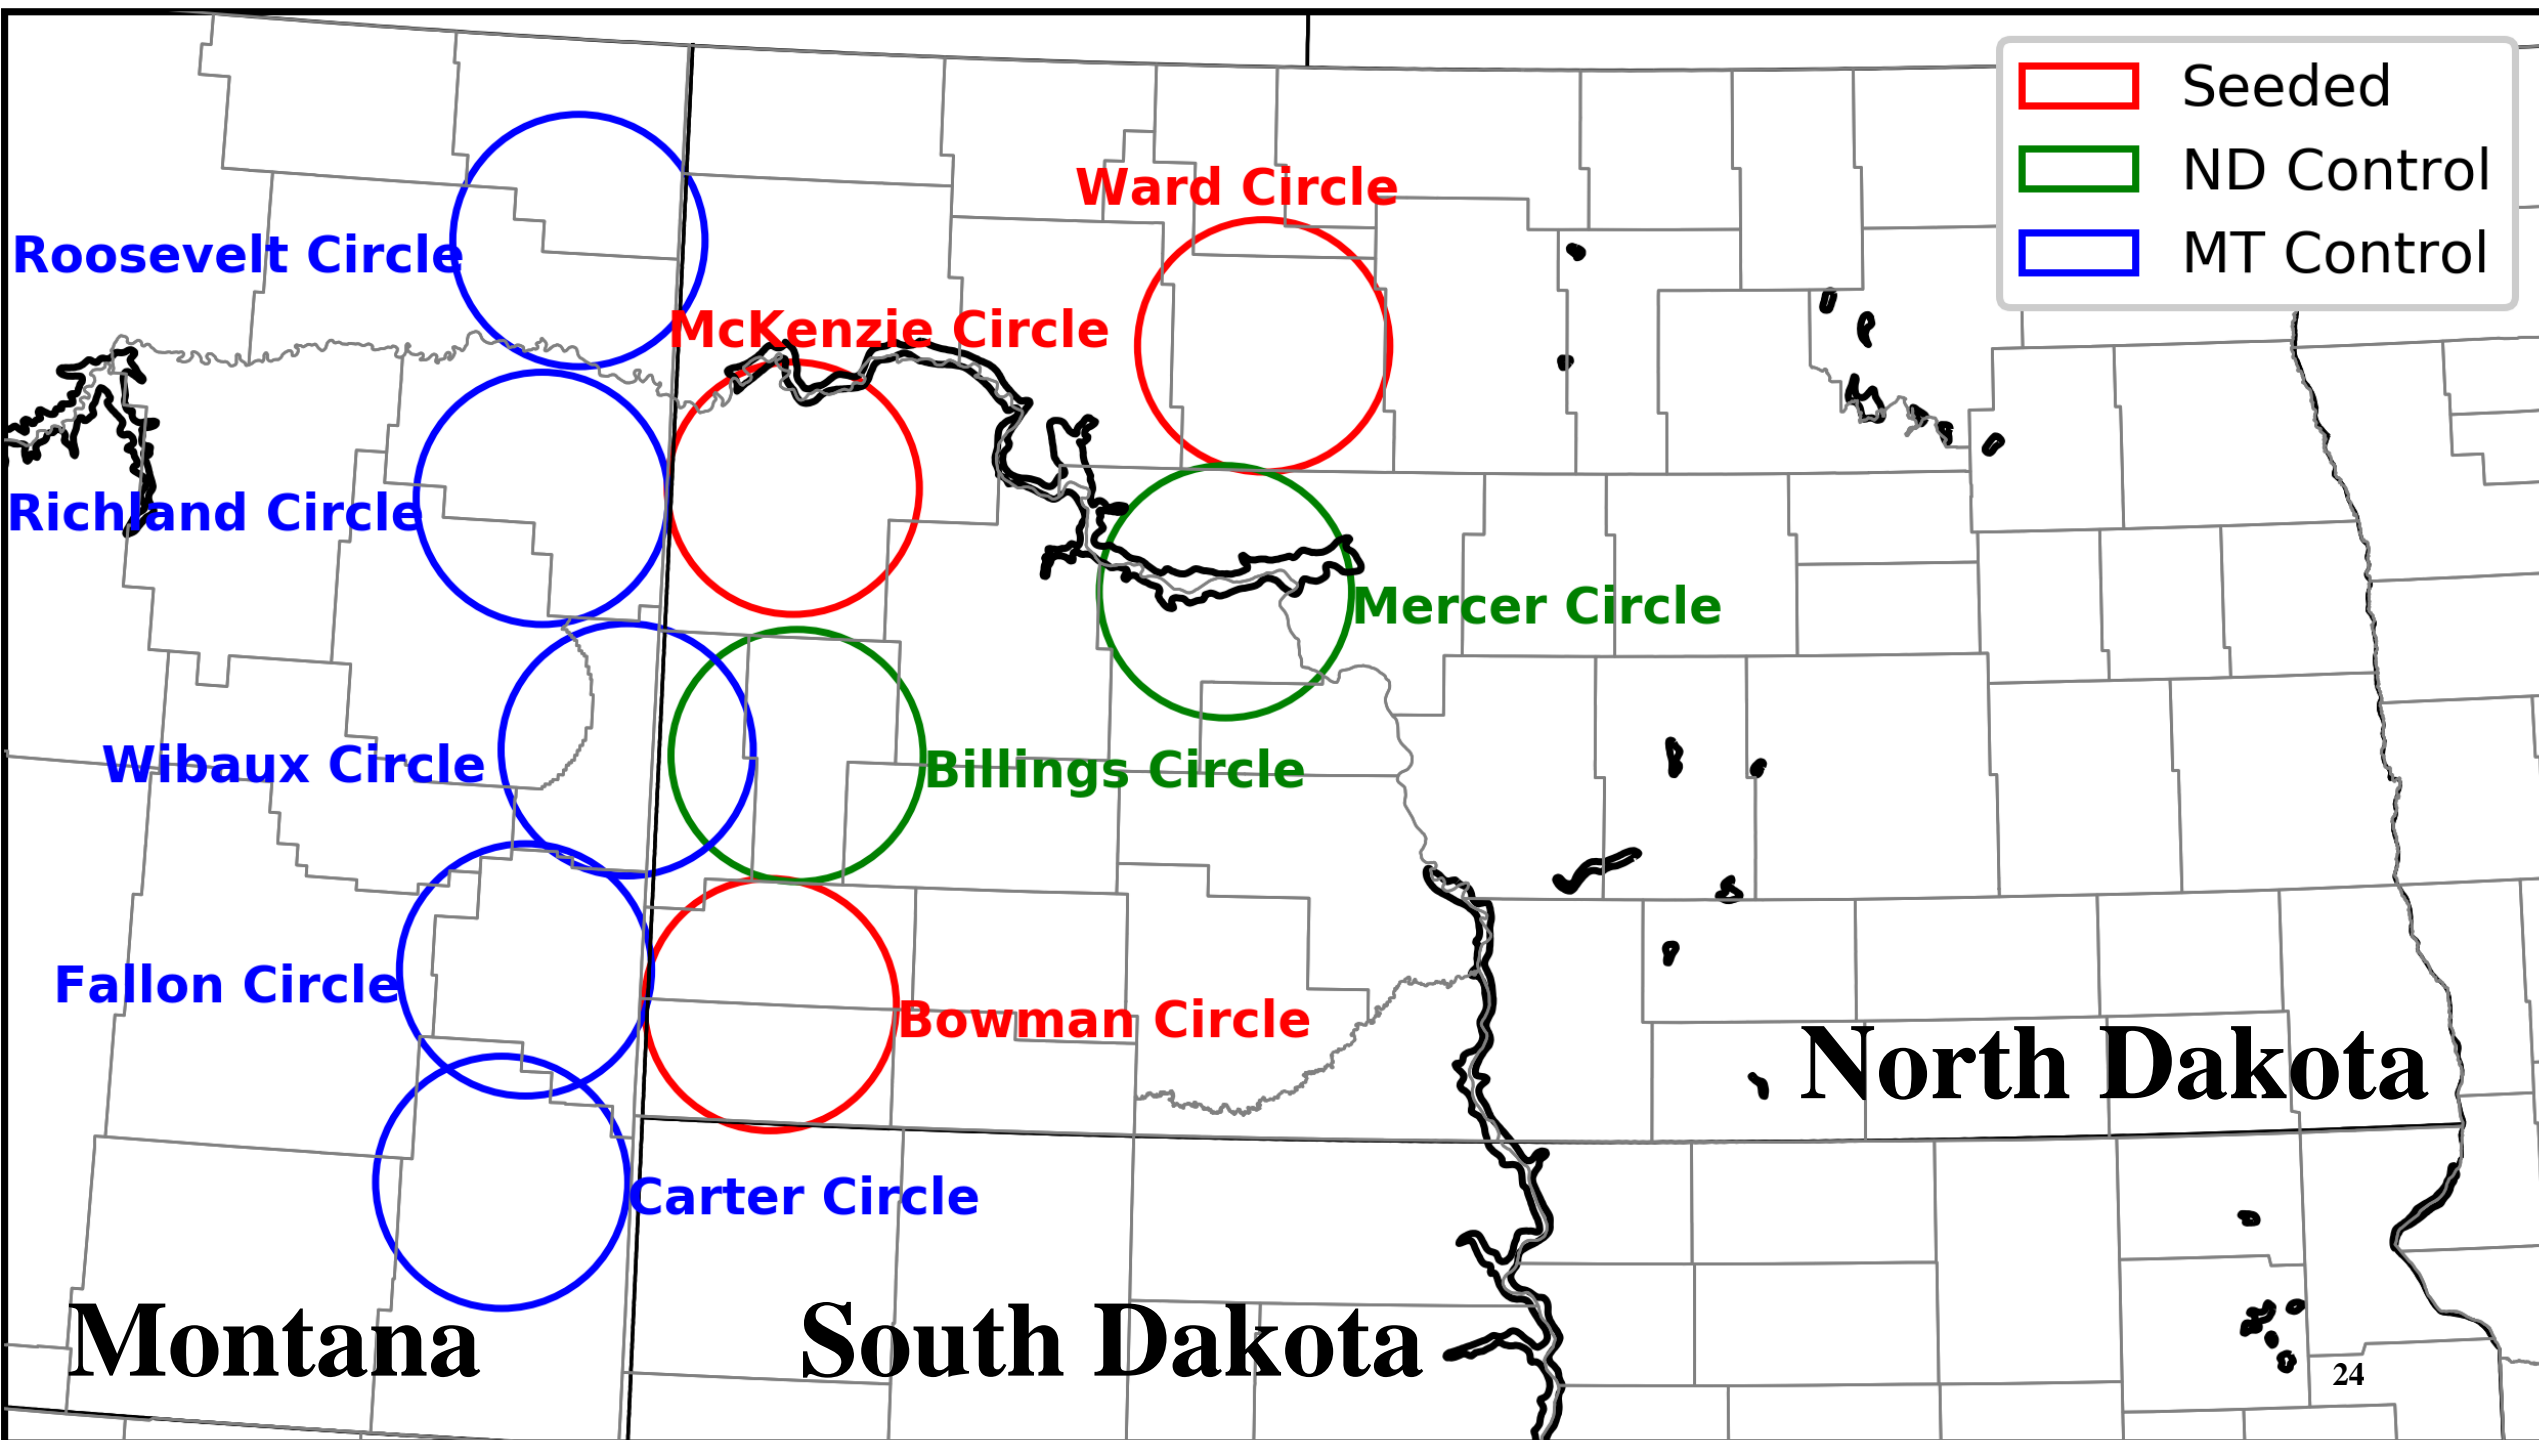 Seeded
ND Control
MT Control
Ward Circle
Roosevelt Circle
McKenzie Circle
Richland Circle
Mercer Circle
Wibaux Circle
Billings Circle
Fallon Circle
Bowman Circle
North Dakota
Carter Circle
Montana
South Dakota
24